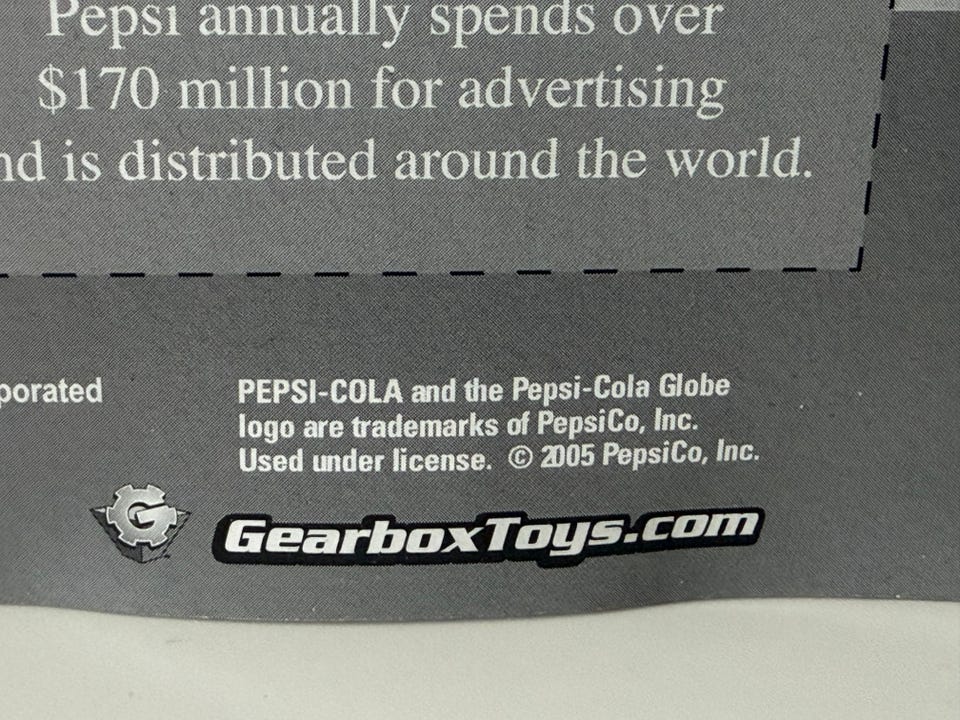 Pepsi annually spends over
$170 million for advertising
nd is distributed around the world.
porated
PEPSI-COLA and the Pepsi-Cola Globe
logo are trademarks of PepsiCo, Inc.
Used under license. © 2005 PepsiCo, Inc.
G
GearboxToys.com